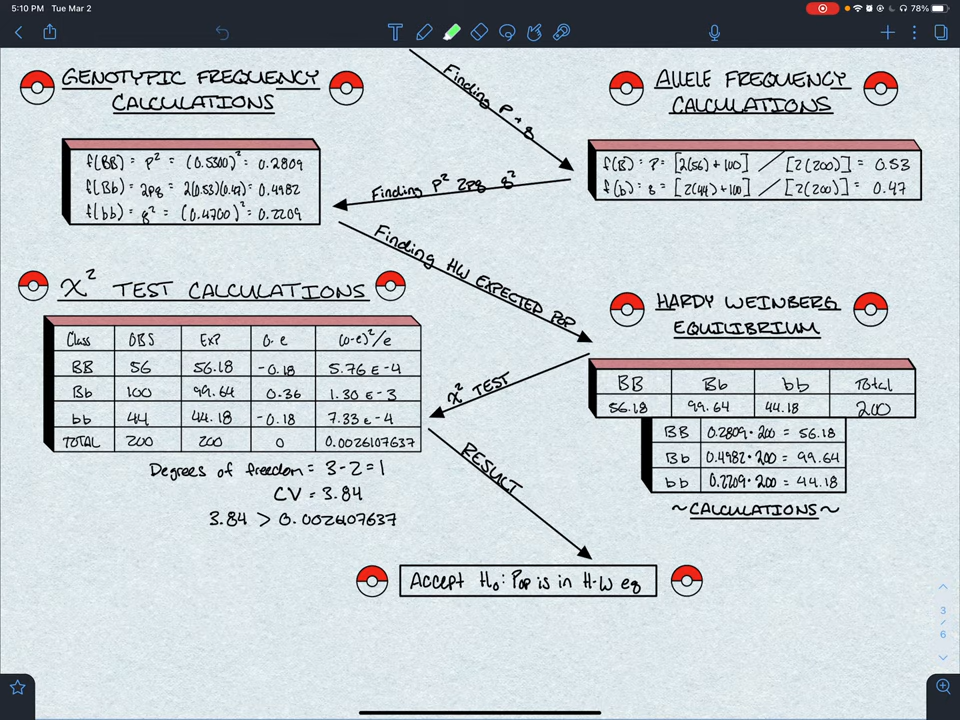 5:10 PM Tue Mar 2
78%
Finding P + q
GENOTYPIC FREQUENCY
CALCULATIONS
f(BB) = P² = (0.5300)² = 0.2809
f(Bb) = 2pq = 2(0.53)(0.47) = 0.4982
f(bb) = q² = (0.4700)² = 0.2209
ALLELE FREQUENCY
CALCULATIONS
f(B) = P = [2(56) + 100] / [2(200)] = 0.53
f(b) = q = [2(44) + 100] / [2(200)] = 0.47
Finding P² 2pq q²
Finding HW EXPECTED POP
χ² TEST CALCULATIONS
Class OBS EXP O-e (o-e)²/e
BB 56 56.18 -0.18 5.76 E-4
Bb 100 99.64 0.36 1.30 E-3
bb 44 44.18 -0.18 7.33 E-4
TOTAL 200 200 0 0.0026107637
Degrees of freedom = 3-2=1
CV = 3.84
3.84 > 0.0026107637
HARDY WEINBERG
EQUILIBRIUM
BB Bb bb Total
56.18 99.64 44.18 200
BB 0.2809·200 = 56.18
Bb 0.4982·200 = 99.64
bb 0.2209·200 = 44.18
~CALCULATIONS~
χ² TEST
RESULT
Accept H₀: Pop is in H-W eq
3
/
6